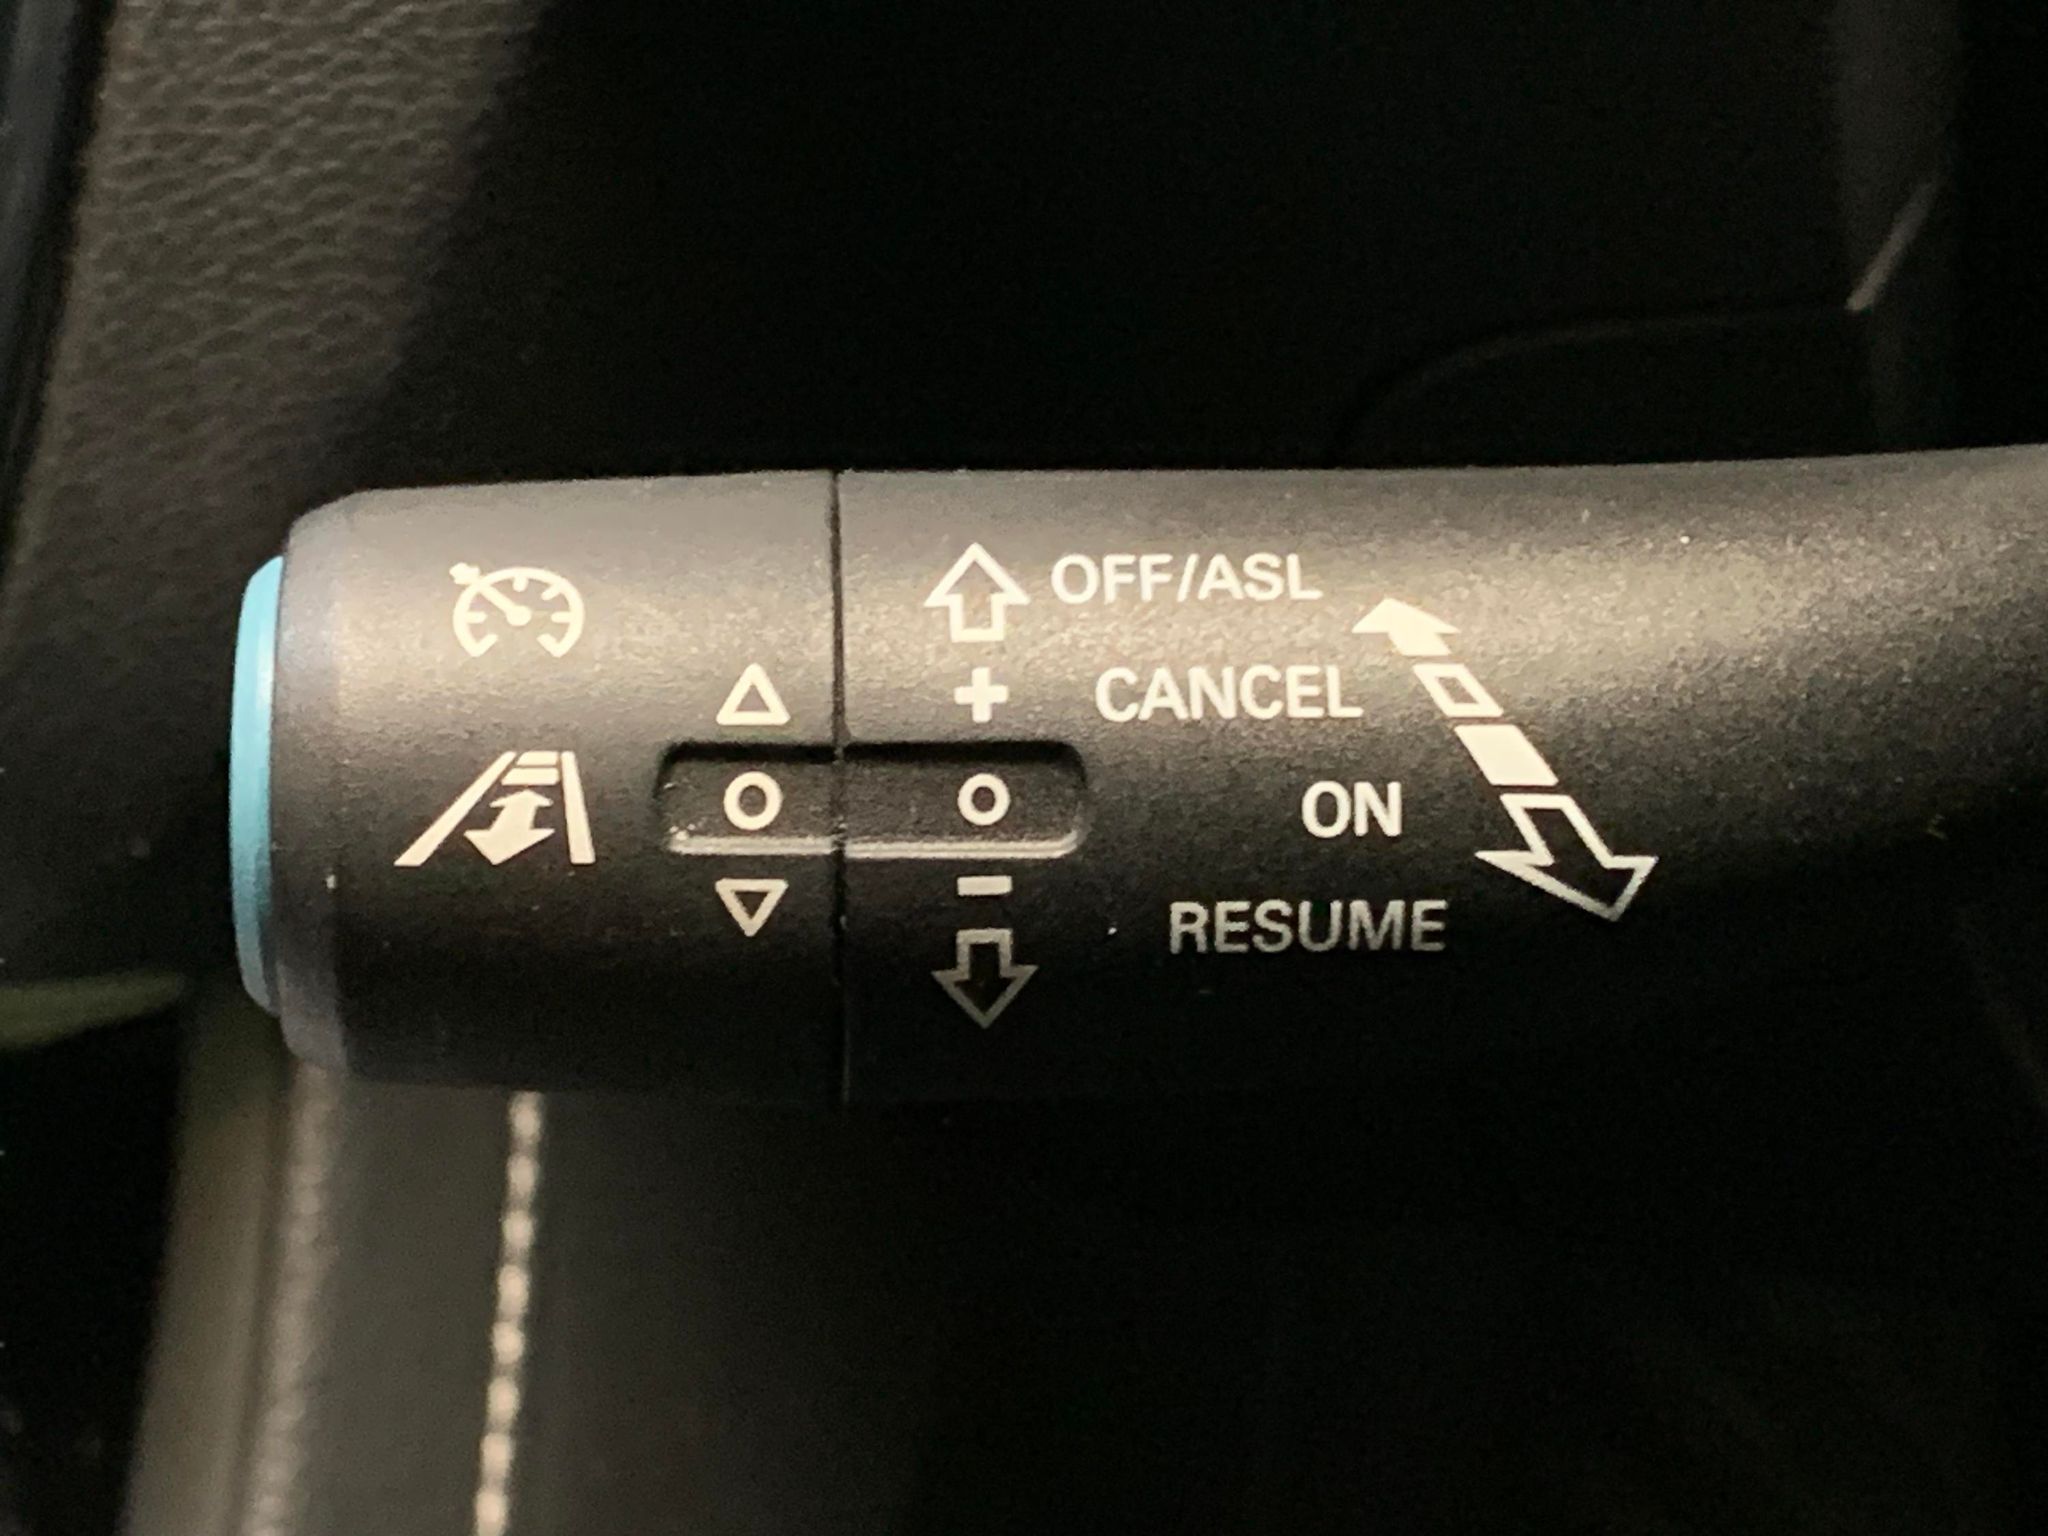 OFF/ASL
+ CANCEL
ON
− RESUME